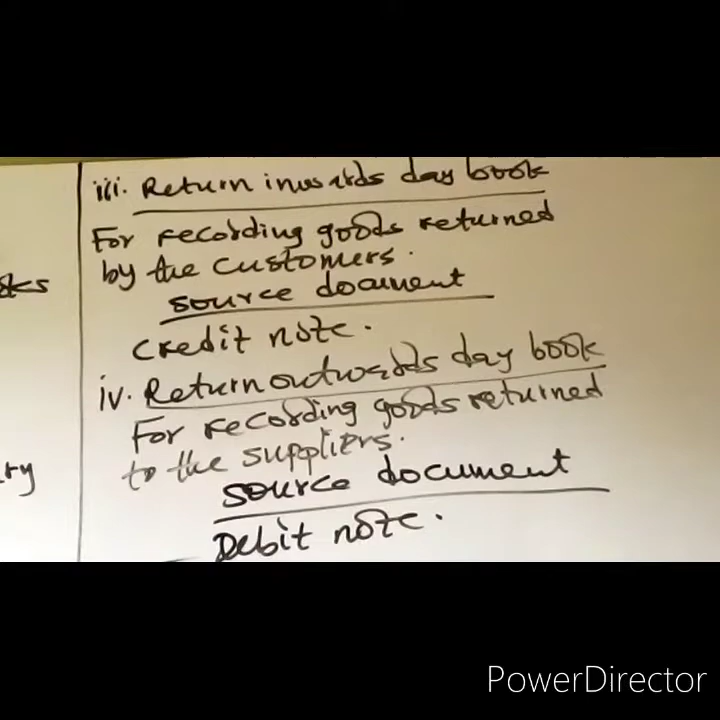 iii. Return inwards day book
For recording goods returned
by the customers.
source document
credit note.
iv. Return outwards day book
For recording goods returned
to the suppliers.
source document
Debit note.
ry
PowerDirector